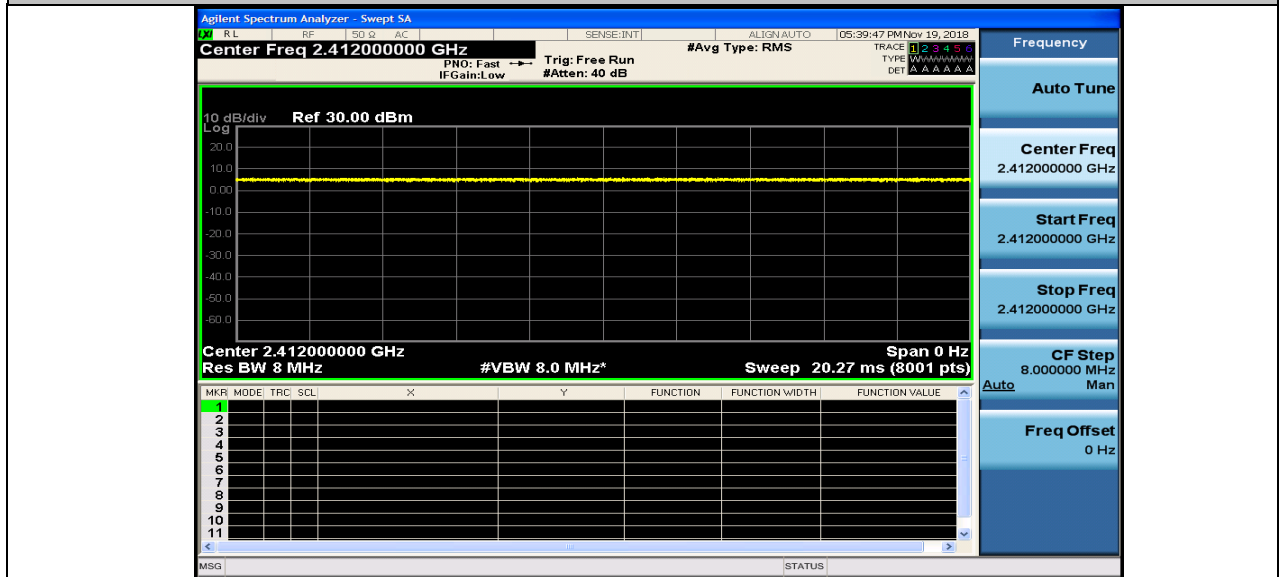 Agilent Spectrum Analyzer - Swept SA
LXI RL RF 50 Ω AC SENSE:INT ALIGN AUTO 05:39:47 PM Nov 19, 2018
Center Freq 2.412000000 GHz #Avg Type: RMS TRACE 1 2 3 4 5 6
PNO: Fast Trig: Free Run TYPE
IFGain:Low #Atten: 40 dB DET A A A A A A
10 dB/div Ref 30.00 dBm
Log
20.0
10.0
0.00
-10.0
-20.0
-30.0
-40.0
-50.0
-60.0
Center 2.412000000 GHz Span 0 Hz
Res BW 8 MHz #VBW 8.0 MHz* Sweep 20.27 ms (8001 pts)
MKR MODE TRC SCL X Y FUNCTION FUNCTION WIDTH FUNCTION VALUE
1
2
3
4
5
6
7
8
9
10
11
MSG STATUS
Frequency
Auto Tune
Center Freq
2.412000000 GHz
Start Freq
2.412000000 GHz
Stop Freq
2.412000000 GHz
CF Step
8.000000 MHz
Auto Man
Freq Offset
0 Hz